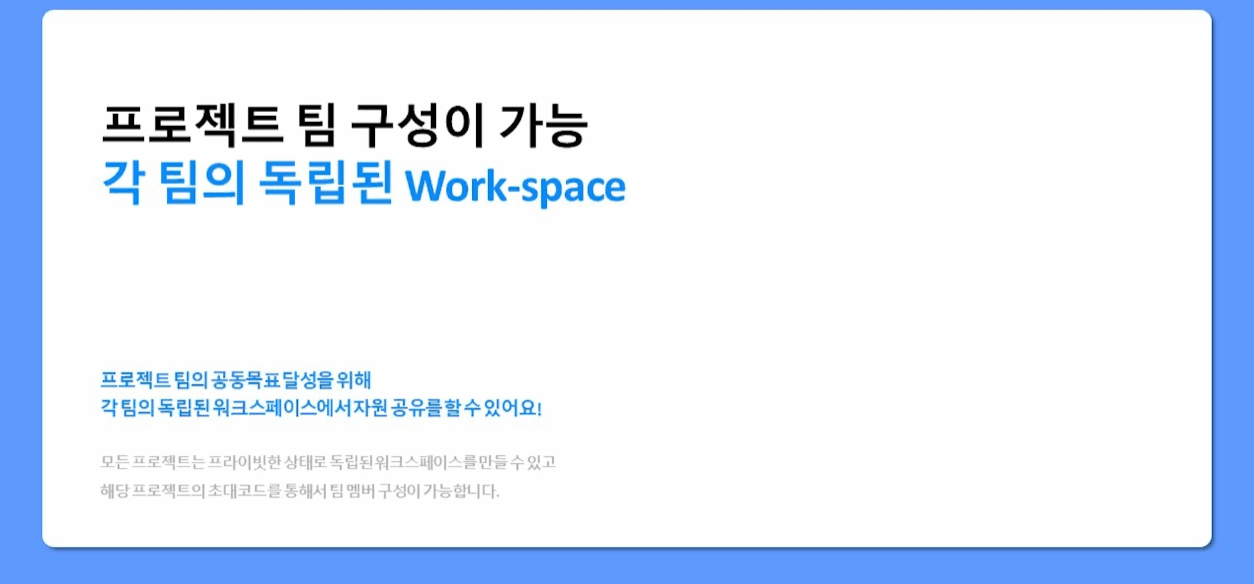 프로젝트 팀 구성이 가능
각 팀의 독립된 Work-space
프로젝트 팀의 공동목표 달성을 위해
각 팀의 독립된 워크스페이스에서 자원 공유를 할 수 있어요!
모든 프로젝트는 프라이빗한 상태로 독립된 워크스페이스를 만들 수 있고
해당 프로젝트의 초대코드를 통해서 팀 멤버 구성이 가능합니다.